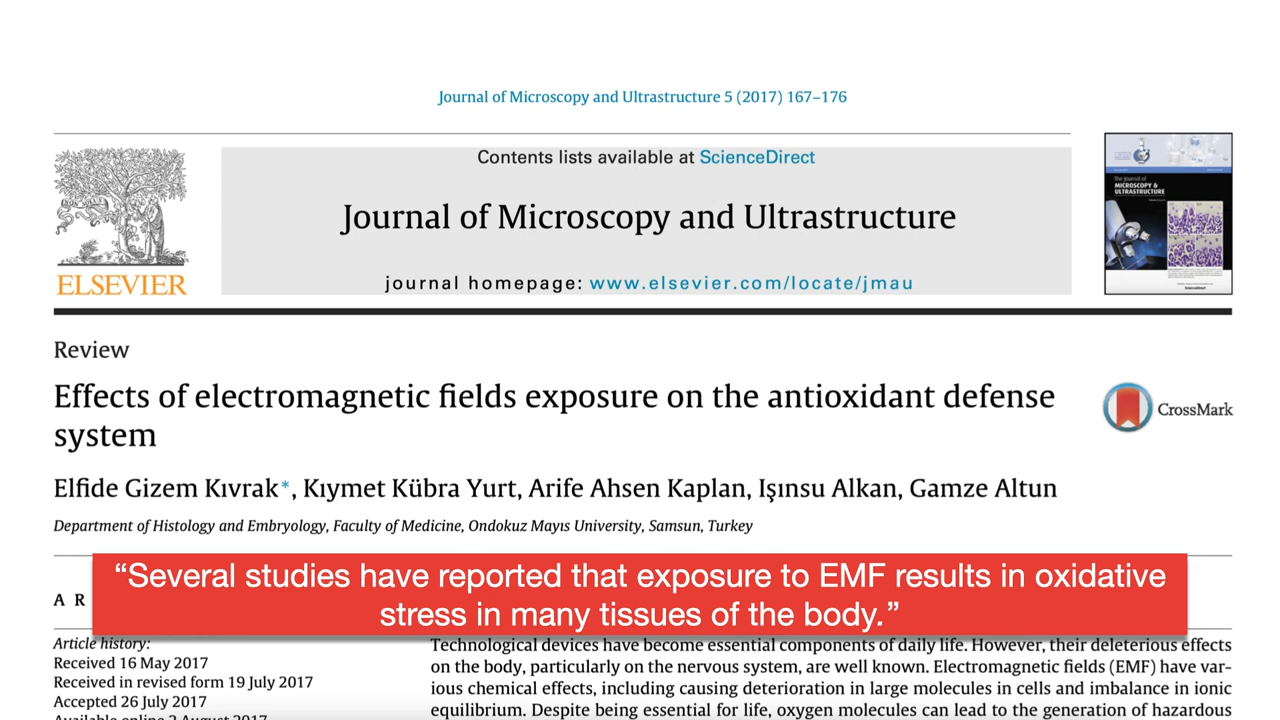 Journal of Microscopy and Ultrastructure 5 (2017) 167–176
Contents lists available at ScienceDirect
Journal of Microscopy and Ultrastructure
journal homepage: www.elsevier.com/locate/jmau
ELSEVIER
MICROSCOPY &
ULTRASTRUCTURE
Review
Effects of electromagnetic fields exposure on the antioxidant defense
system
CrossMark
Elfide Gizem Kıvrak*, Kıymet Kübra Yurt, Arife Ahsen Kaplan, Işınsu Alkan, Gamze Altun
Department of Histology and Embryology, Faculty of Medicine, Ondokuz Mayıs University, Samsun, Turkey
“Several studies have reported that exposure to EMF results in oxidative
stress in many tissues of the body.”
A R
Article history:
Received 16 May 2017
Received in revised form 19 July 2017
Accepted 26 July 2017
Available online 2 August 2017
Technological devices have become essential components of daily life. However, their deleterious effects
on the body, particularly on the nervous system, are well known. Electromagnetic fields (EMF) have var-
ious chemical effects, including causing deterioration in large molecules in cells and imbalance in ionic
equilibrium. Despite being essential for life, oxygen molecules can lead to the generation of hazardous